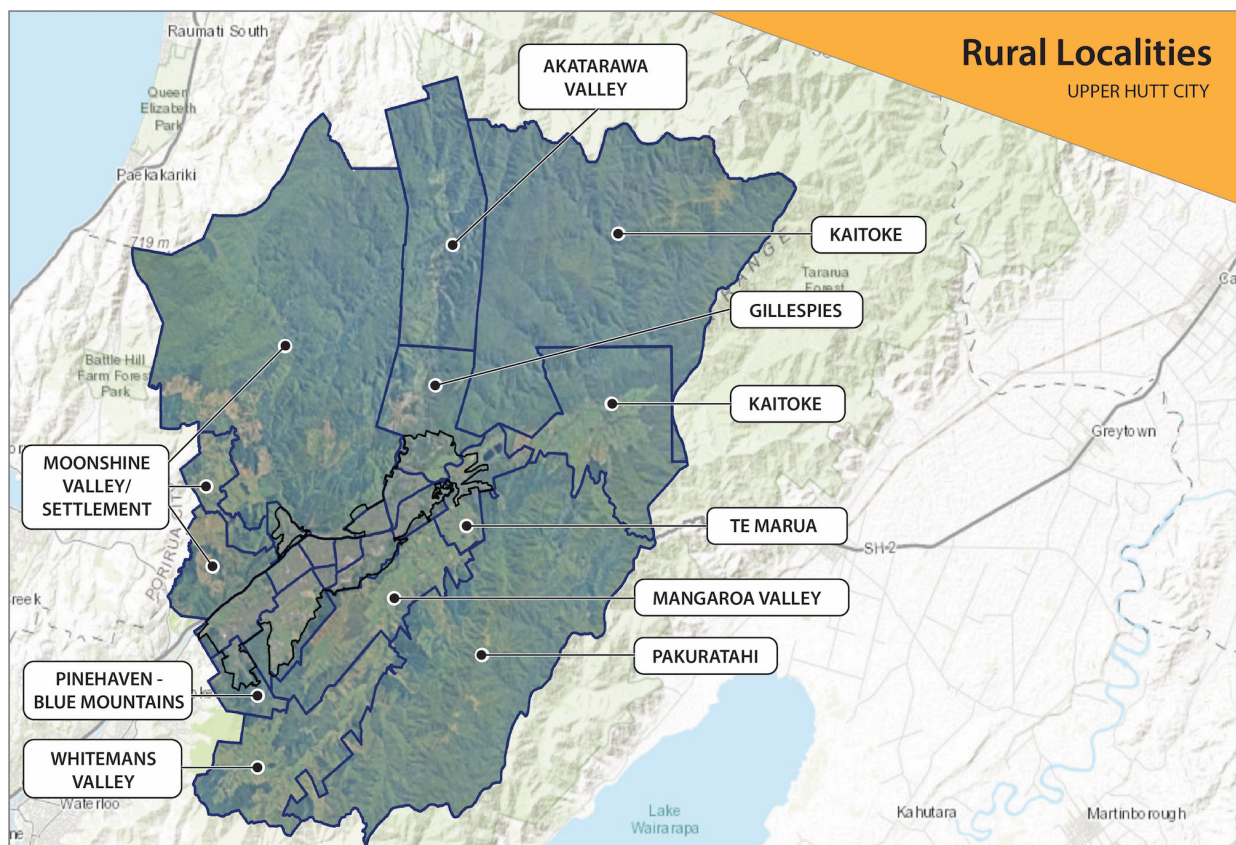 Rural Localities
UPPER HUTT CITY
Raumati South
Queen
Elizabeth
Park
Paekakariki
719 m
Battle Hill
Farm Forest
Park
AKATARAWA
VALLEY
KAITOKE
GILLESPIES
KAITOKE
TE MARUA
MANGAROA VALLEY
PAKURATAHI
MOONSHINE
VALLEY/
SETTLEMENT
PINEHAVEN -
BLUE MOUNTAINS
WHITEMANS
VALLEY
Tararua
Forest
Greytown
SH 2
Waterloo
Lake
Wairarapa
Kahutara
Martinborough